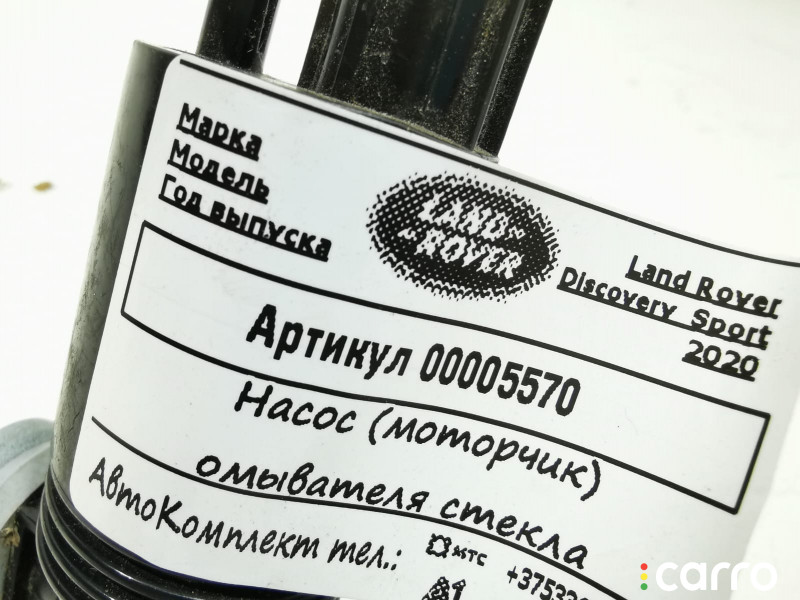 Марка
Модель
Год выпуска
LAND
ROVER
Land Rover
Discovery Sport
2020
Артикул 00005570
Насос (моторчик)
омывателя стекла
АвтоКомплект тел.:
мтс
carro